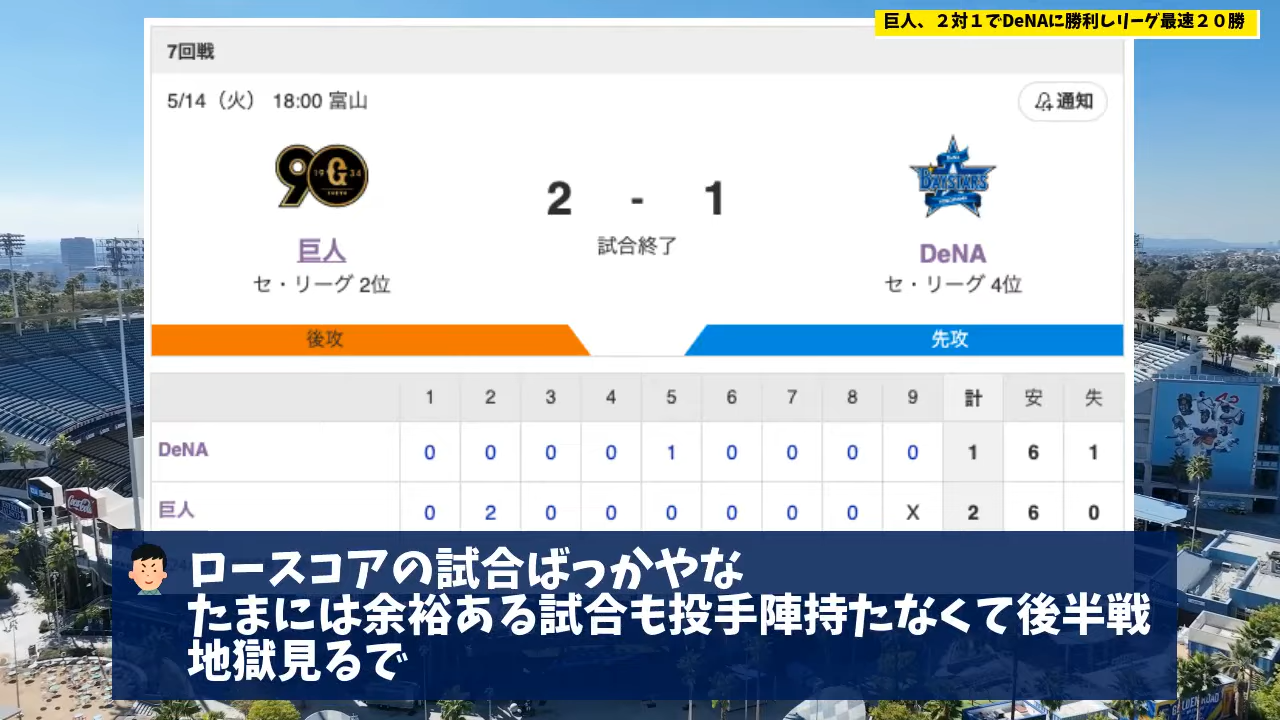 巨人、２対１でDeNAに勝利しリーグ最速２０勝
7回戦
5/14（火） 18:00 富山
通知
90 19 G 34
BAYSTARS
2 - 1
試合終了
巨人
DeNA
セ・リーグ 2位
セ・リーグ 4位
後攻
先攻
1 2 3 4 5 6 7 8 9 計 安 失
DeNA 0 0 0 0 1 0 0 0 0 1 6 1
巨人 0 2 0 0 0 0 0 0 X 2 6 0
ロースコアの試合ばっかやな
たまには余裕ある試合も投手陣持たなくて後半戦
地獄見るで